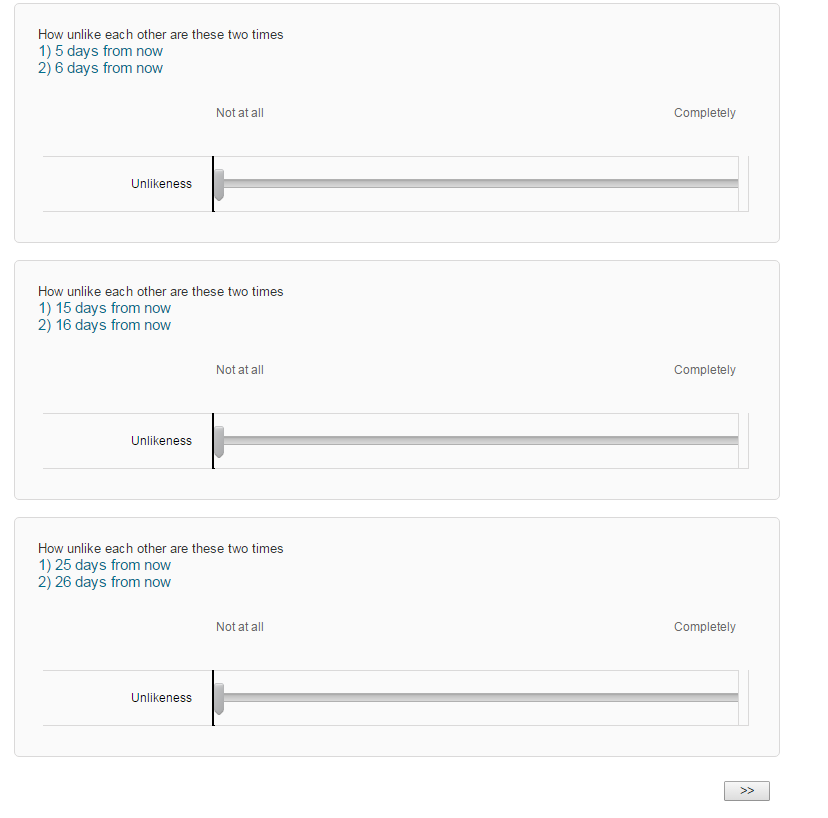 How unlike each other are these two times
1) 5 days from now
2) 6 days from now
Not at all Completely
Unlikeness
How unlike each other are these two times
1) 15 days from now
2) 16 days from now
Not at all Completely
Unlikeness
How unlike each other are these two times
1) 25 days from now
2) 26 days from now
Not at all Completely
Unlikeness
>>